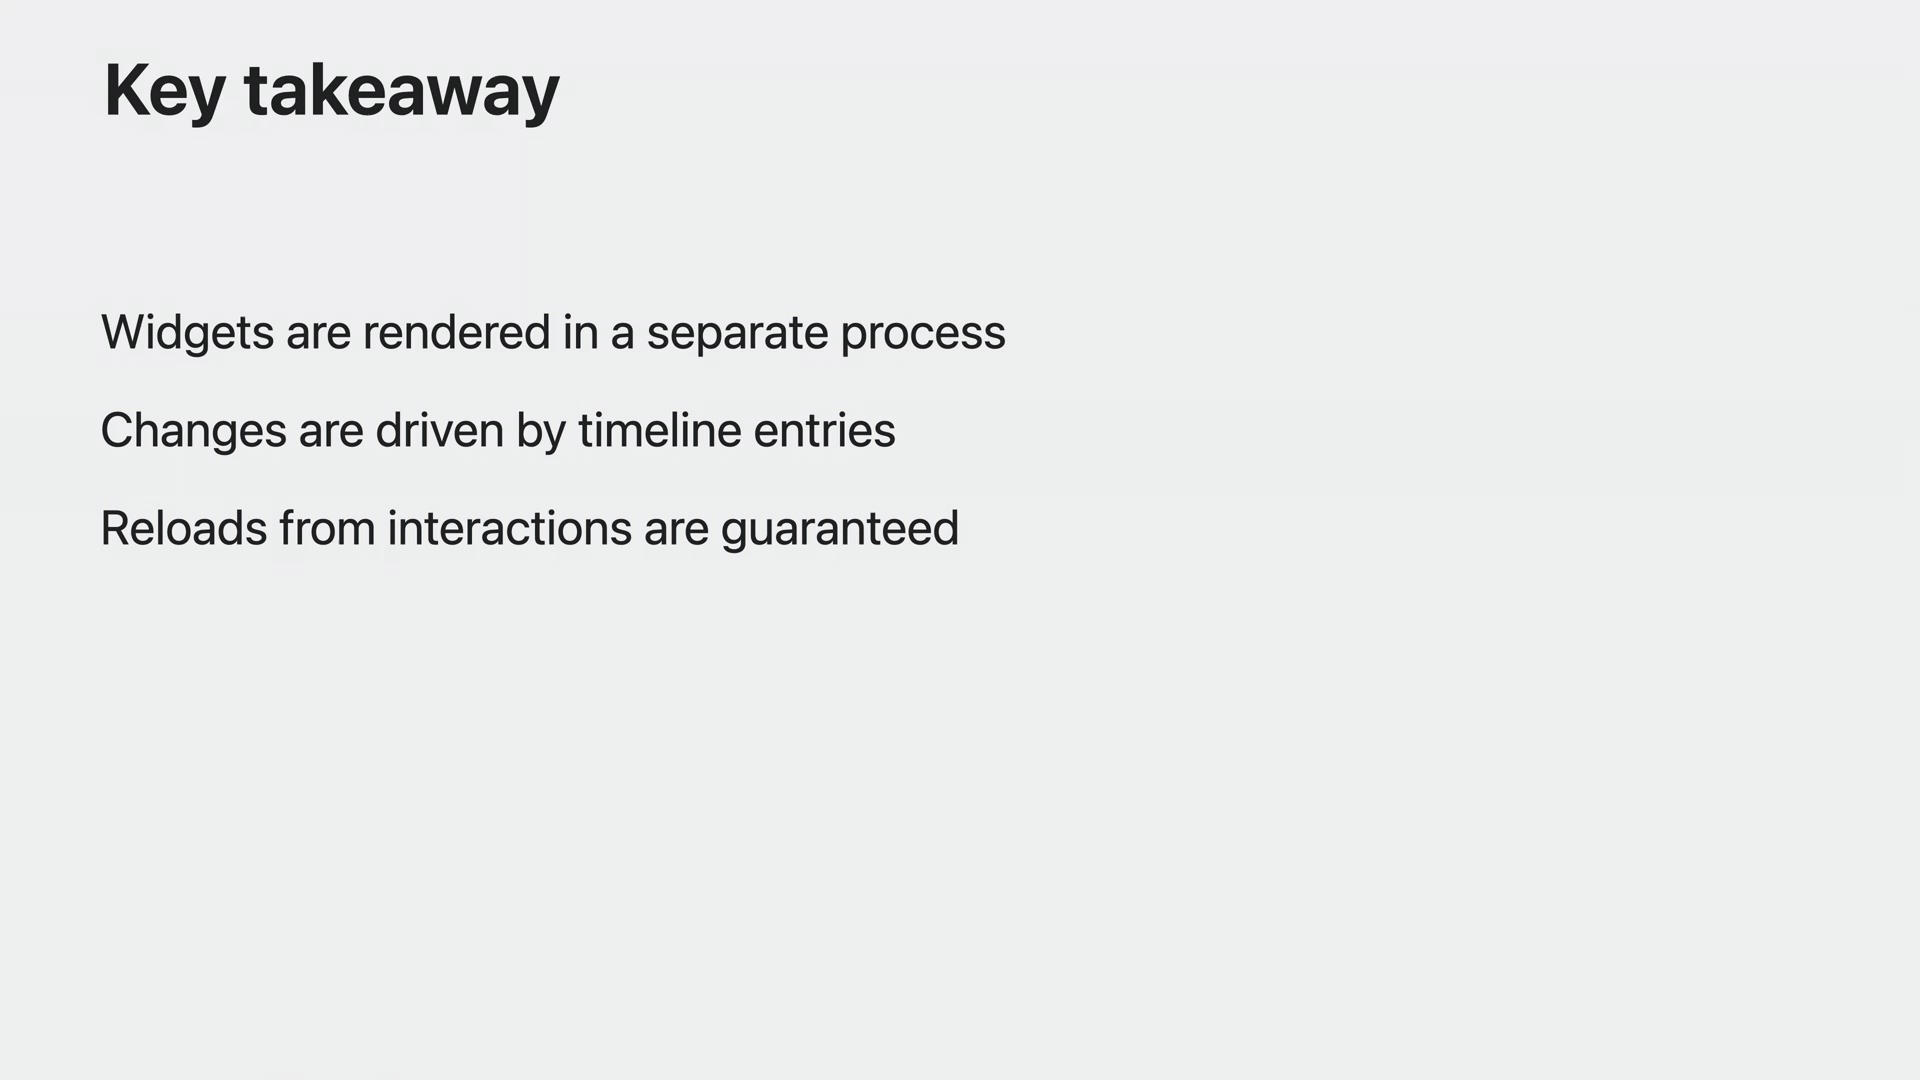 Key takeaway
Widgets are rendered in a separate process
Changes are driven by timeline entries
Reloads from interactions are guaranteed